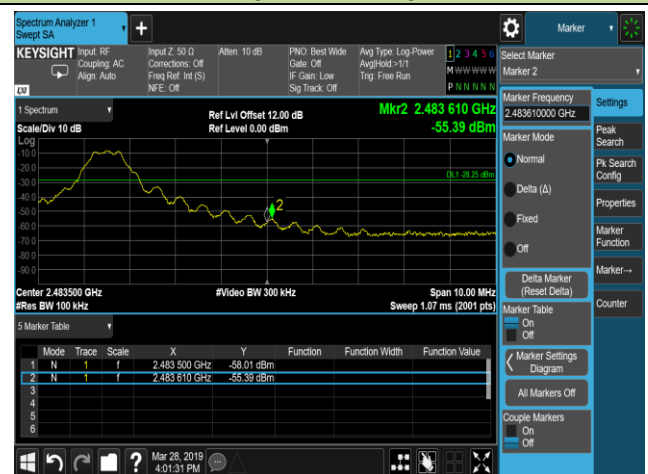 Spectrum Analyzer 1
Swept SA
+
Marker
KEYSIGHT
Input: RF
Coupling: AC
Align: Auto
Input Z: 50 Ω
Corrections: Off
Freq Ref: Int (S)
NFE: Off
Atten: 10 dB
PNO: Best Wide
Gate: Off
IF Gain: Low
Sig Track: Off
Avg Type: Log-Power
Avg|Hold:>1/1
Trig: Free Run
1 2 3 4 5 6
M W W W W W
P N N N N N
LXI
Select Marker
Marker 2
1 Spectrum
Scale/Div 10 dB
Log
Ref Lvl Offset 12.00 dB
Ref Level 0.00 dBm
Mkr2 2.483 610 GHz
-55.39 dBm
-10.0
-20.0
-30.0
-40.0
-50.0
-60.0
-70.0
-80.0
-90.0
DL1 -28.25 dBm
2
Center 2.483500 GHz
#Res BW 100 kHz
#Video BW 300 kHz
Span 10.00 MHz
Sweep 1.07 ms (2001 pts)
5 Marker Table
Mode Trace Scale X Y Function Function Width Function Value
1 N 1 f 2.483 500 GHz -58.01 dBm
2 N 1 f 2.483 610 GHz -55.39 dBm
3
4
5
6
Marker Frequency
2.483610000 GHz
Marker Mode
Normal
Delta (Δ)
Fixed
Off
Delta Marker
(Reset Delta)
Marker Table
On
Off
Marker Settings
Diagram
All Markers Off
Couple Markers
On
Off
Settings
Peak
Search
Pk Search
Config
Properties
Marker
Function
Marker→
Counter
?
Mar 28, 2019
4:01:31 PM